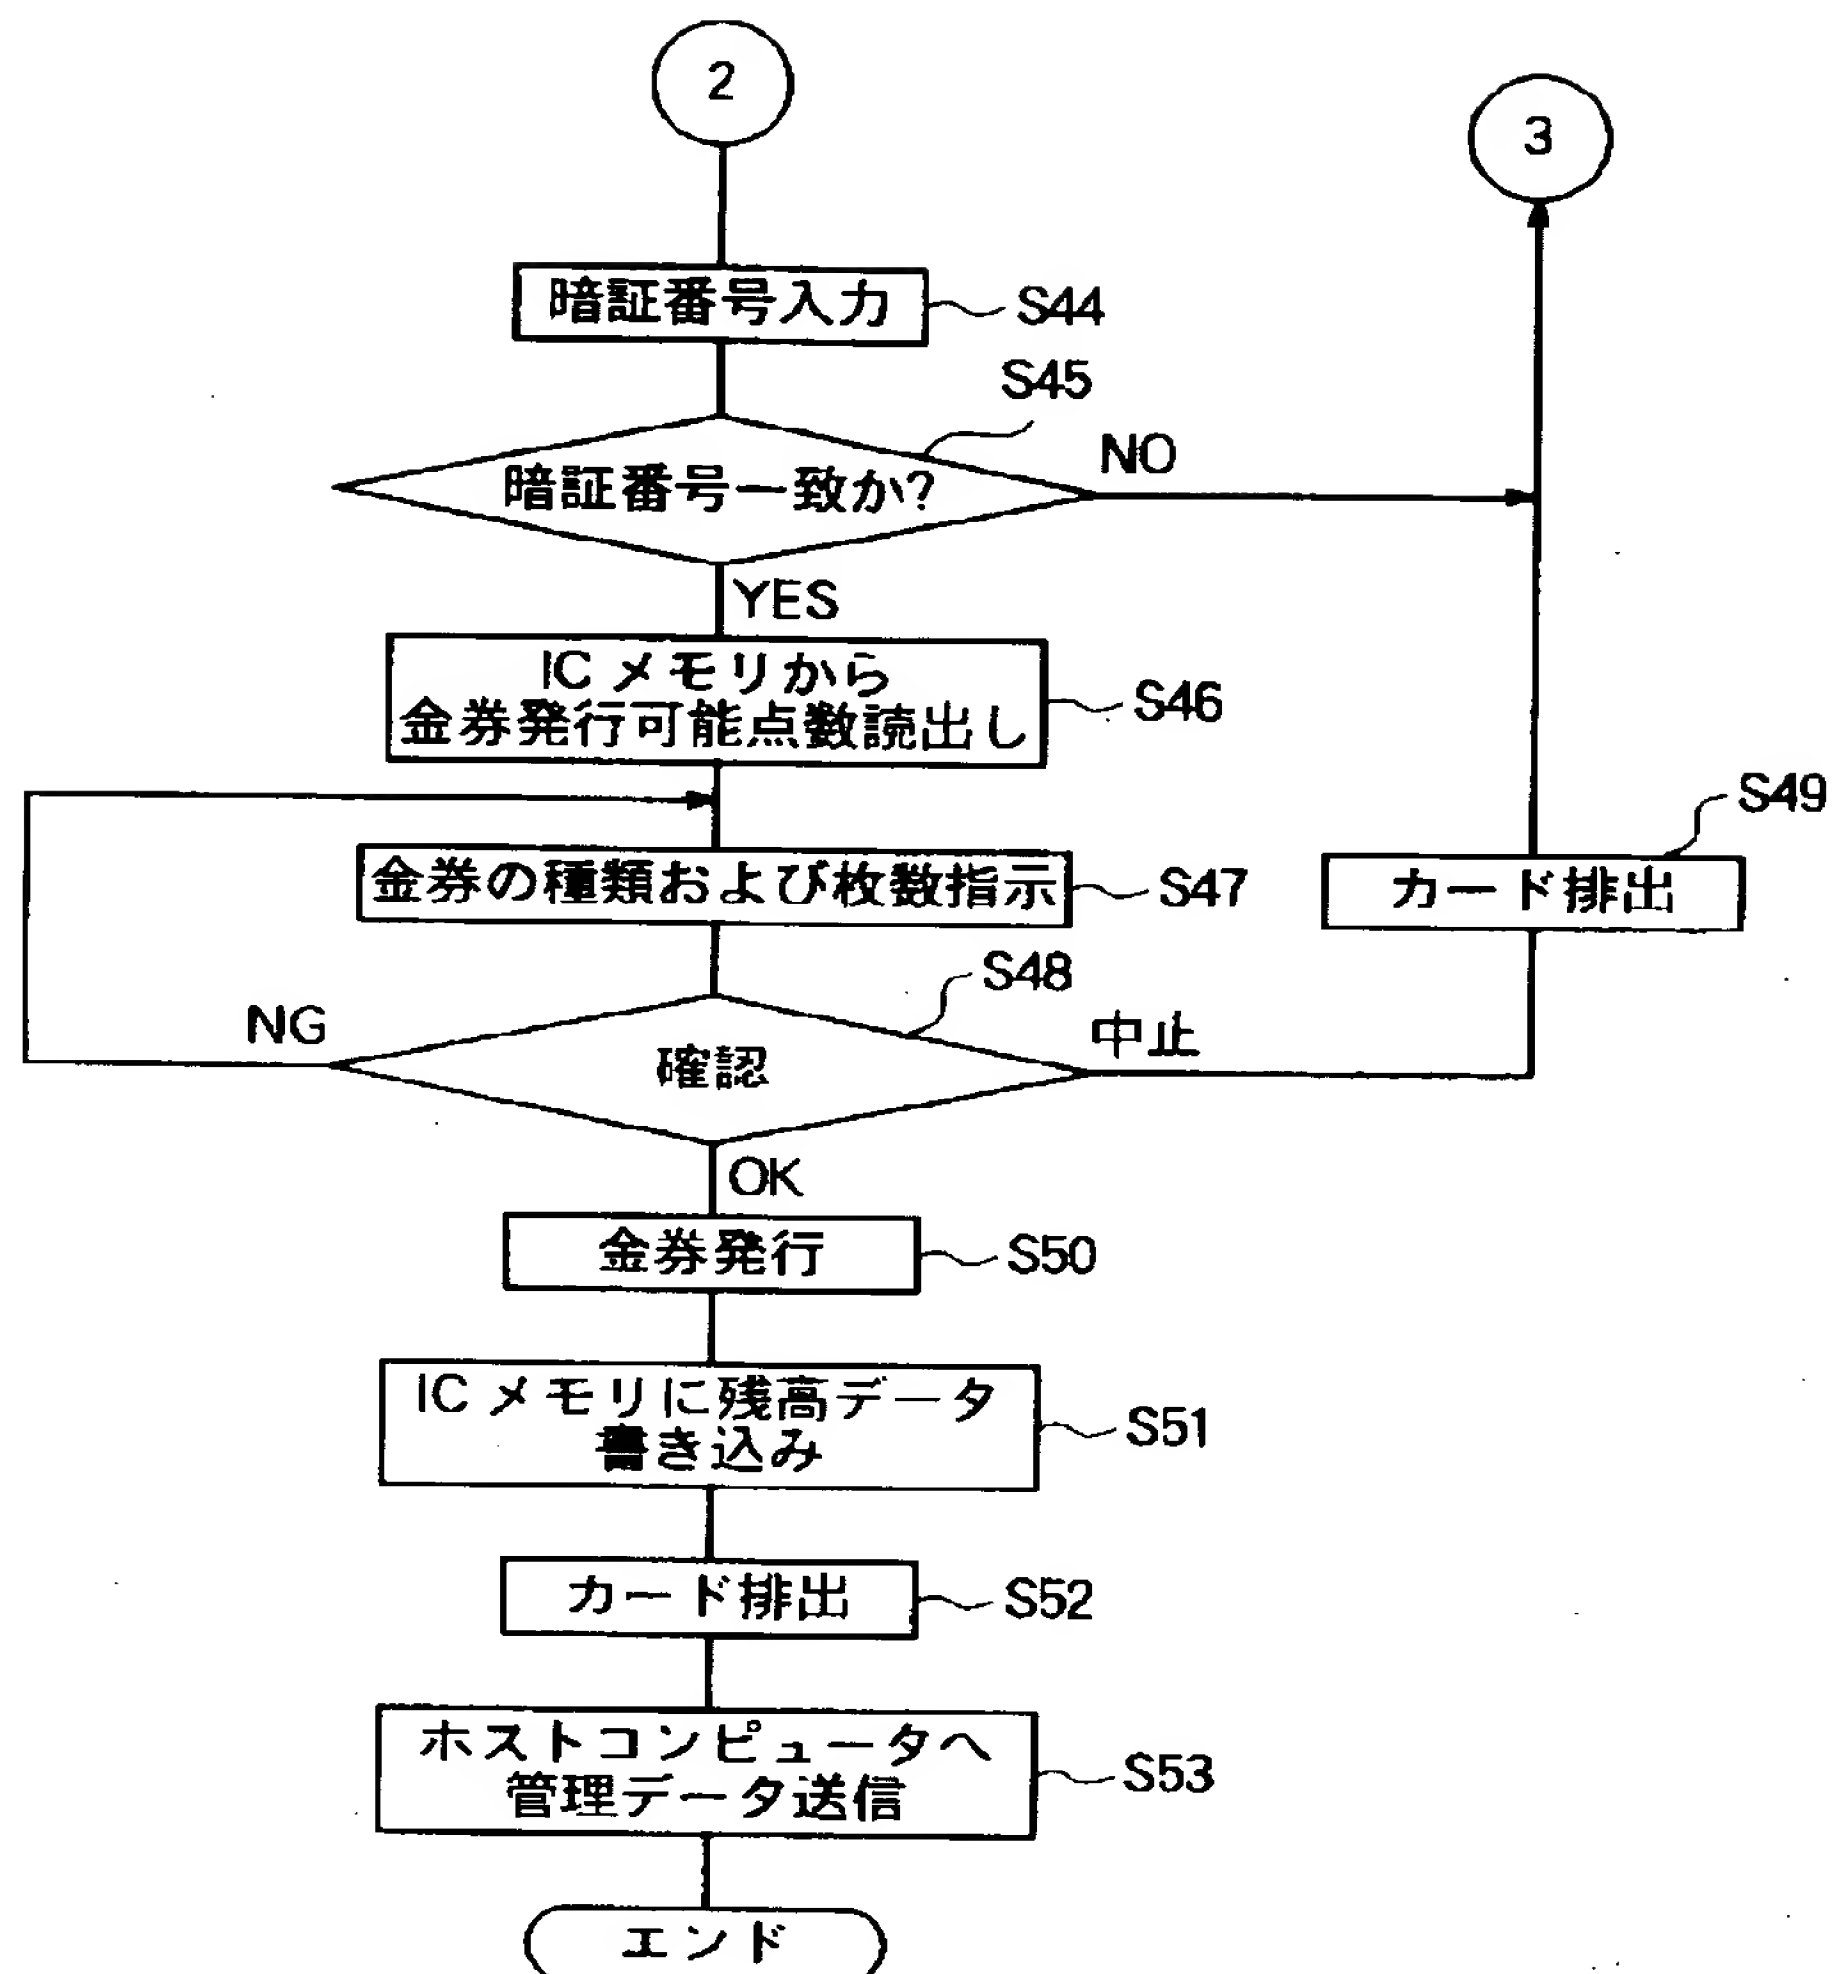 2
3
暗証番号入力
S44
S45
暗証番号一致か?
NO
YES
ICメモリから
金券発行可能点数読出し
S46
金券の種類および枚数指示
S47
S49
カード排出
S48
NG
確認
中止
OK
金券発行
S50
ICメモリに残高データ
書き込み
S51
カード排出
S52
ホストコンピュータへ
管理データ送信
S53
エンド